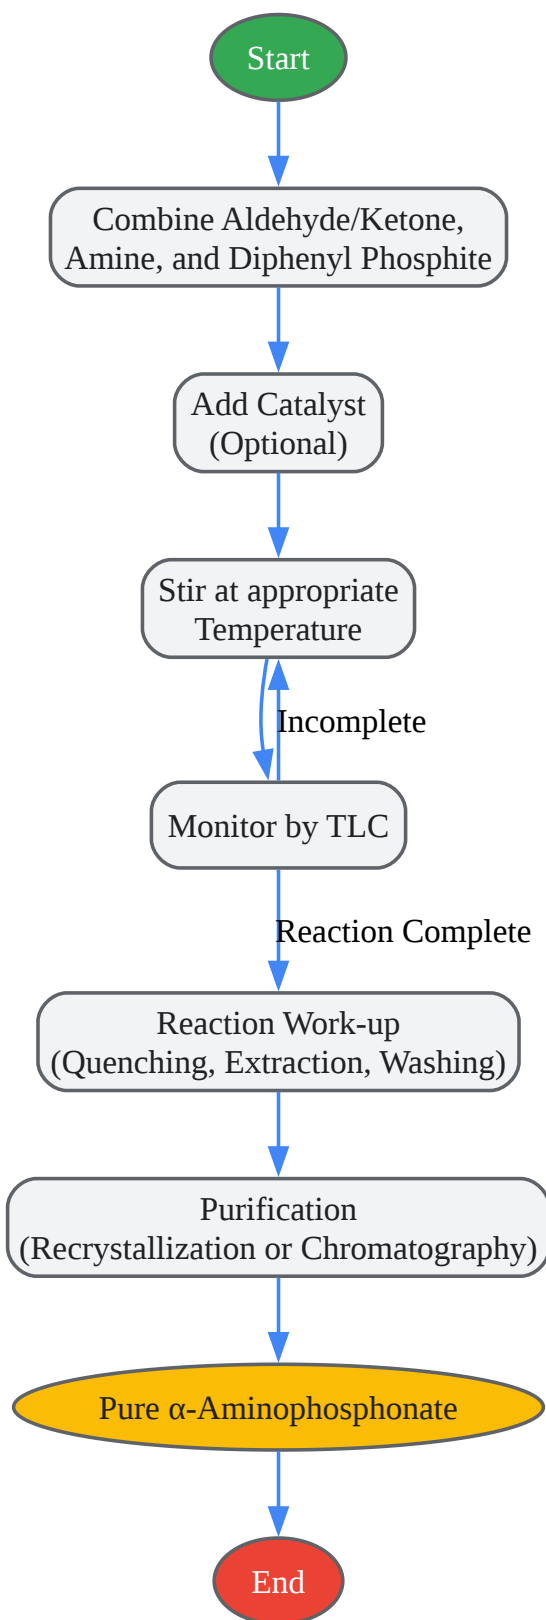 Start
Combine Aldehyde/Ketone,
Amine, and Diphenyl Phosphite
Add Catalyst
(Optional)
Stir at appropriate
Temperature
Incomplete
Monitor by TLC
Reaction Complete
Reaction Work-up
(Quenching, Extraction, Washing)
Purification
(Recrystallization or Chromatography)
Pure α-Aminophosphonate
End